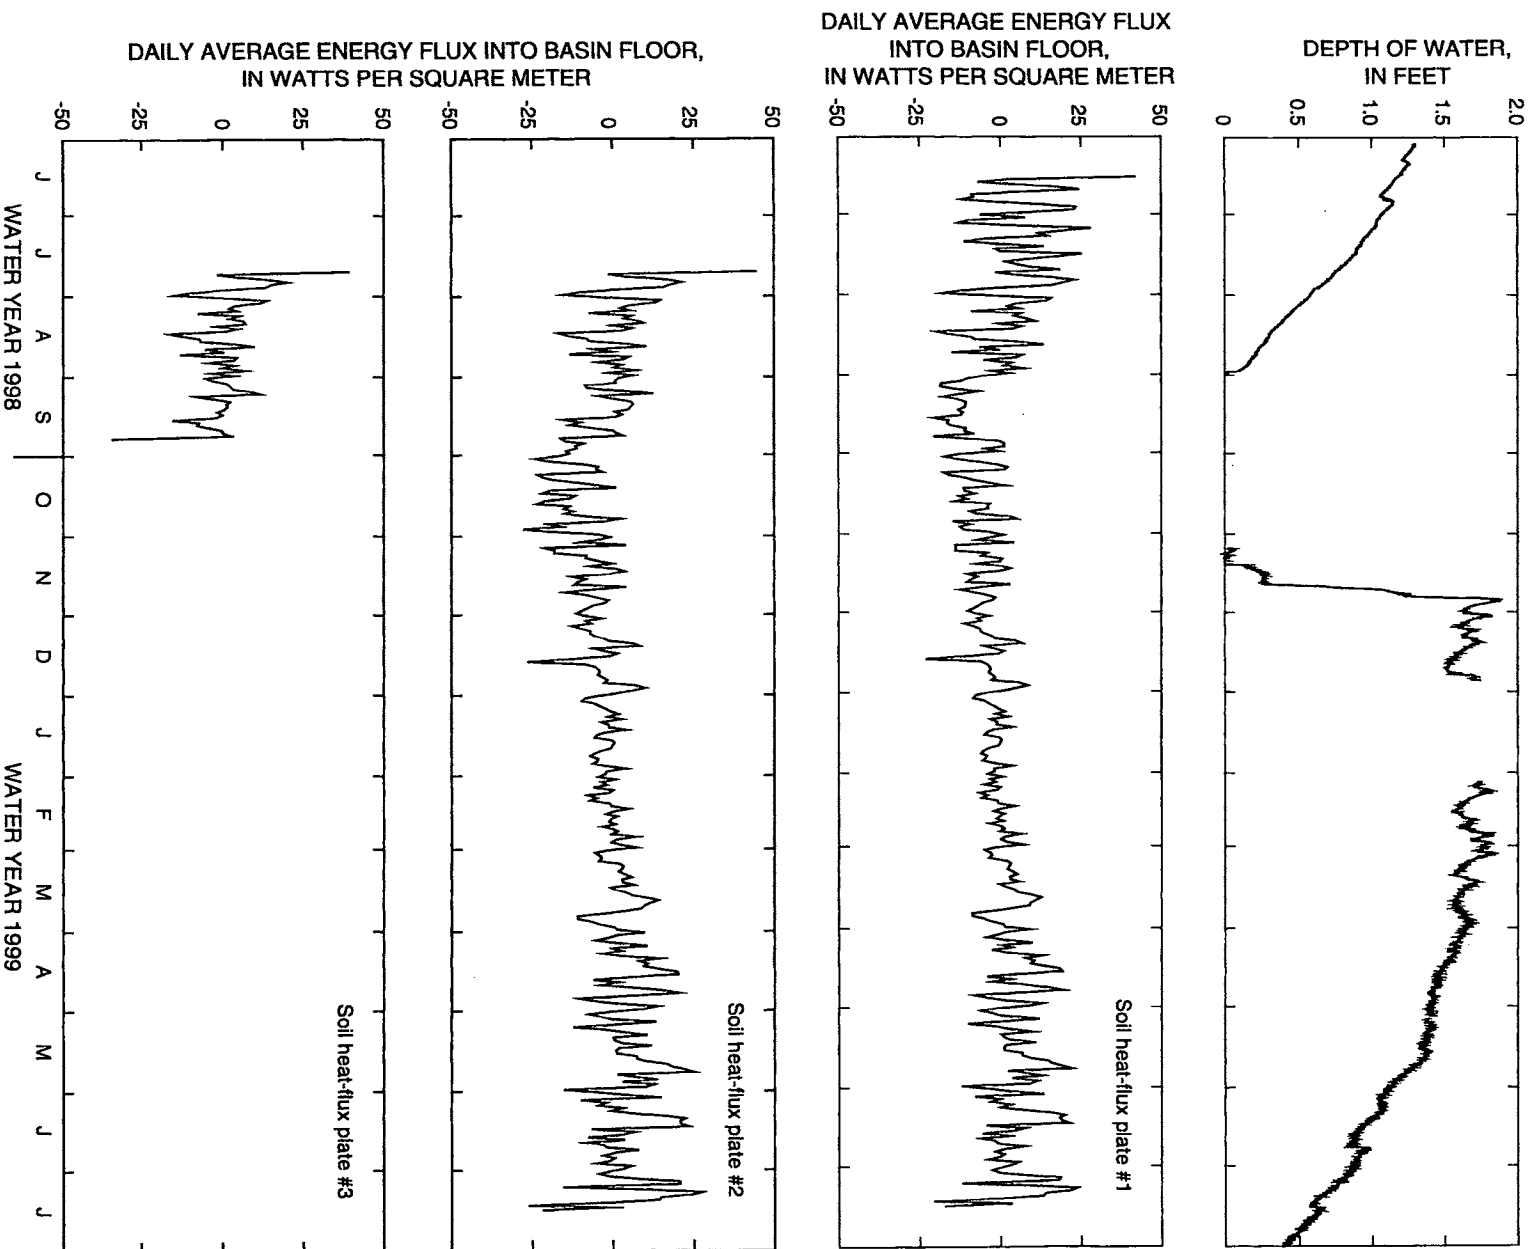 DEPTH OF WATER,
IN FEET
2.0
1.5
1.0
0.5
0
DAILY AVERAGE ENERGY FLUX
INTO BASIN FLOOR,
IN WATTS PER SQUARE METER
50
25
0
-25
-50
Soil heat-flux plate #1
DAILY AVERAGE ENERGY FLUX INTO BASIN FLOOR,
IN WATTS PER SQUARE METER
50
25
0
-25
-50
Soil heat-flux plate #2
50
25
0
-25
-50
Soil heat-flux plate #3
J J A S O N D J F M A M J J
WATER YEAR 1998 WATER YEAR 1999